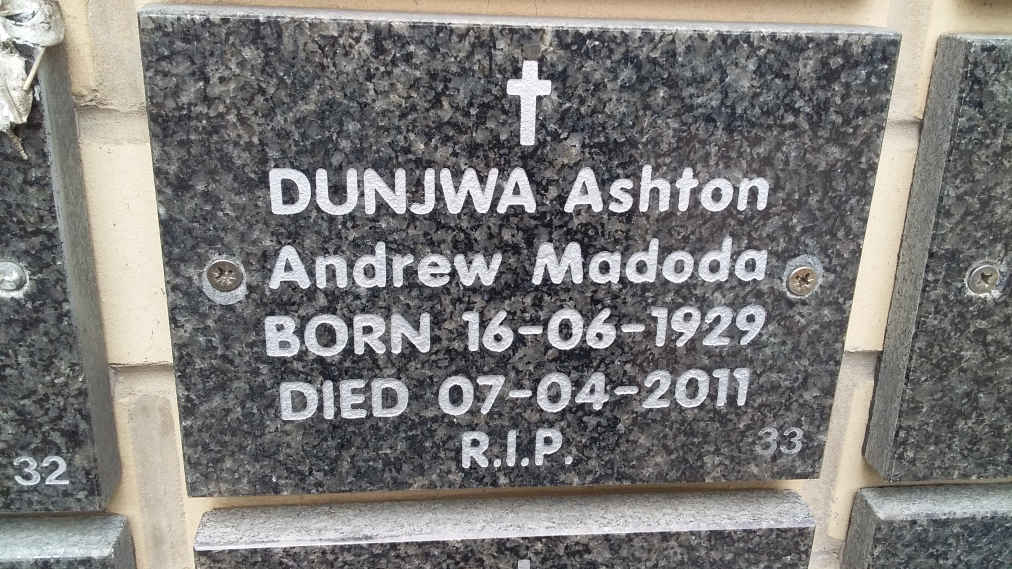 DUNJWA Ashton
Andrew Madoda
BORN 16-06-1929
DIED 07-04-2011
R.I.P.
33
32